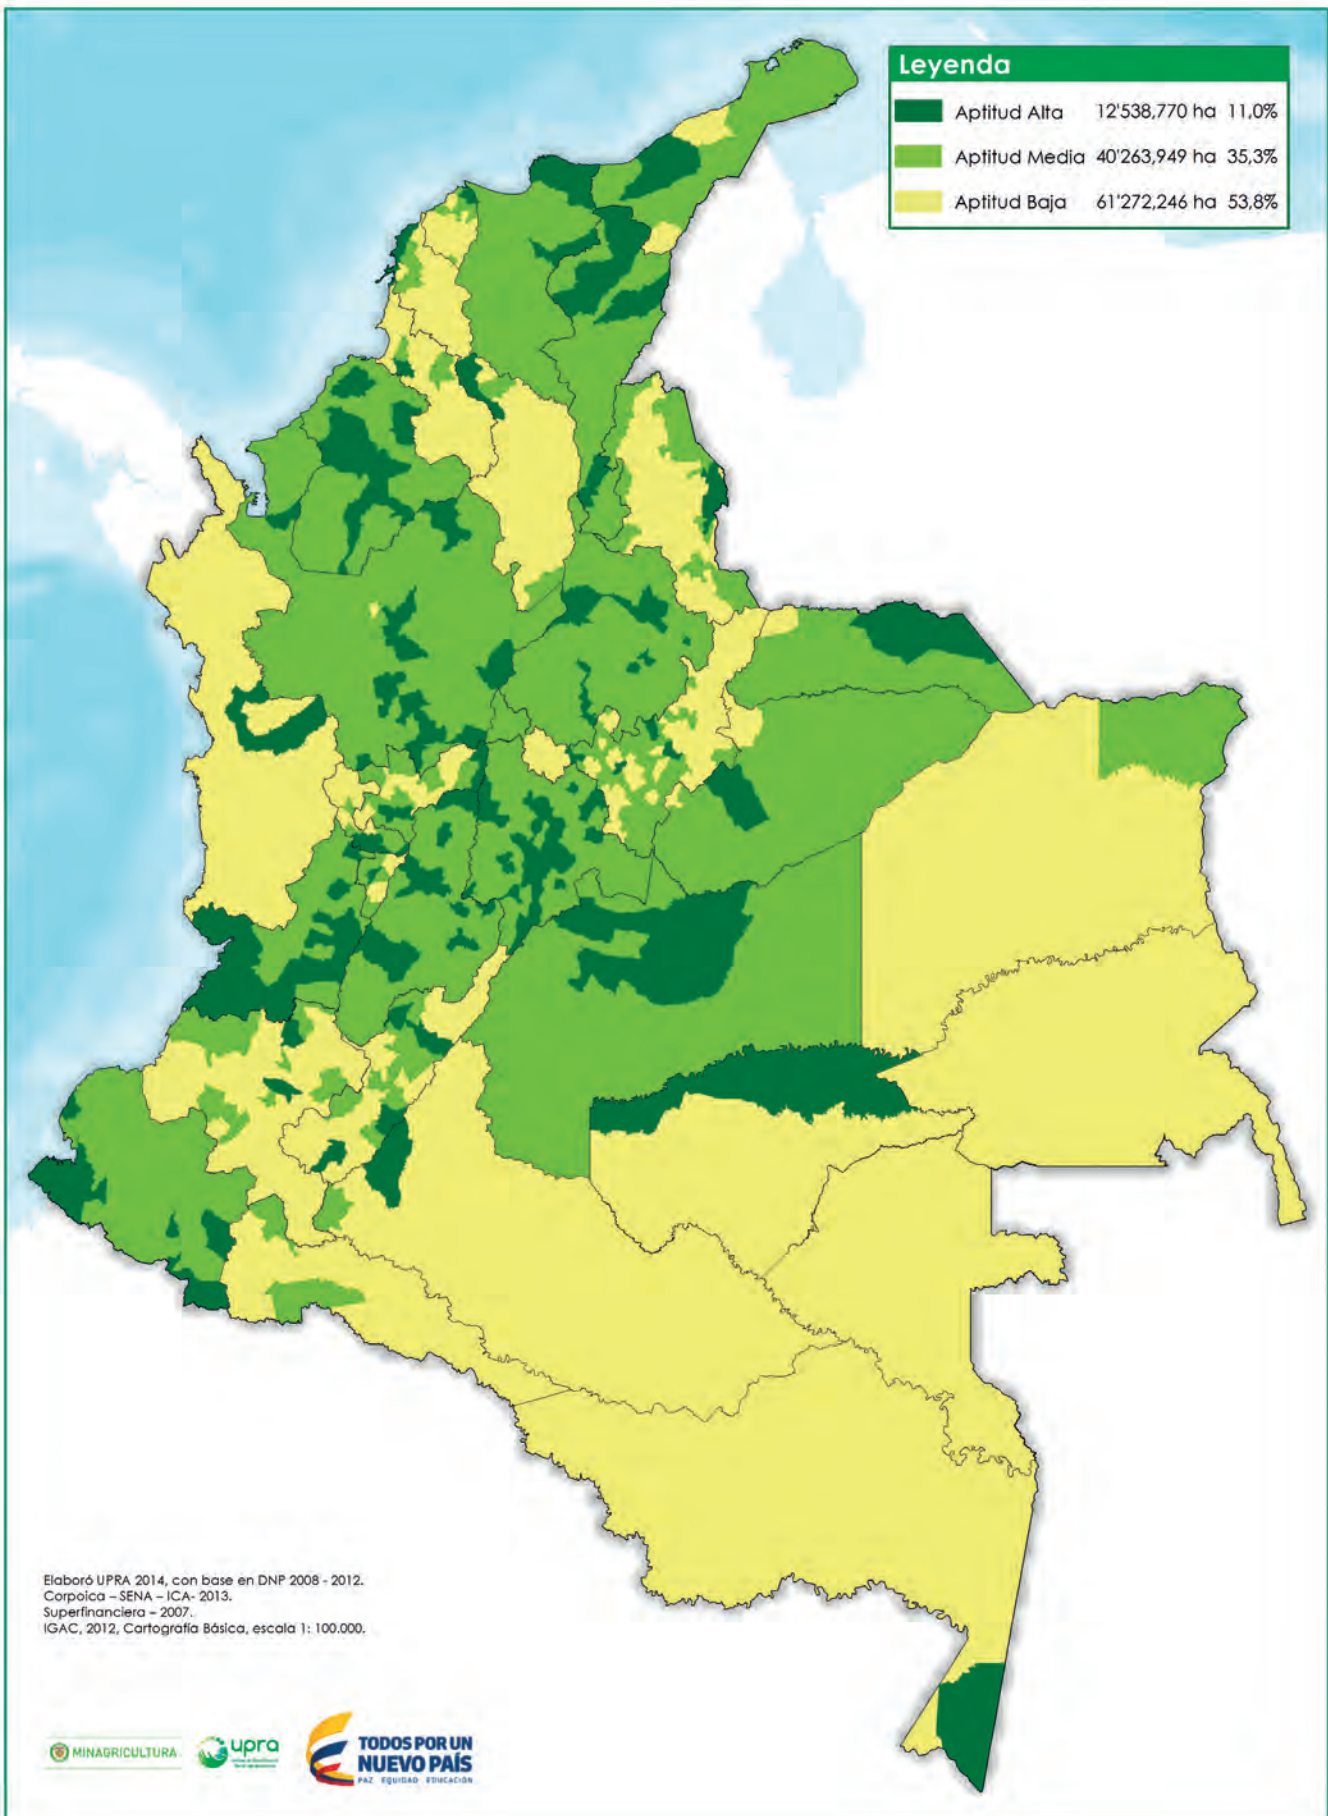 Leyenda
Aptitud Alta 12'538,770 ha 11,0%
Aptitud Media 40'263,949 ha 35,3%
Aptitud Baja 61'272,246 ha 53,8%
Elaboró UPRA 2014, con base en DNP 2008 - 2012.
Corpoica – SENA – ICA- 2013.
Superfinanciera – 2007.
IGAC, 2012, Cartografía Básica, escala 1: 100.000.
MINAGRICULTURA
upra
TODOS POR UN
NUEVO PAÍS
PAZ EQUIDAD EDUCACIÓN